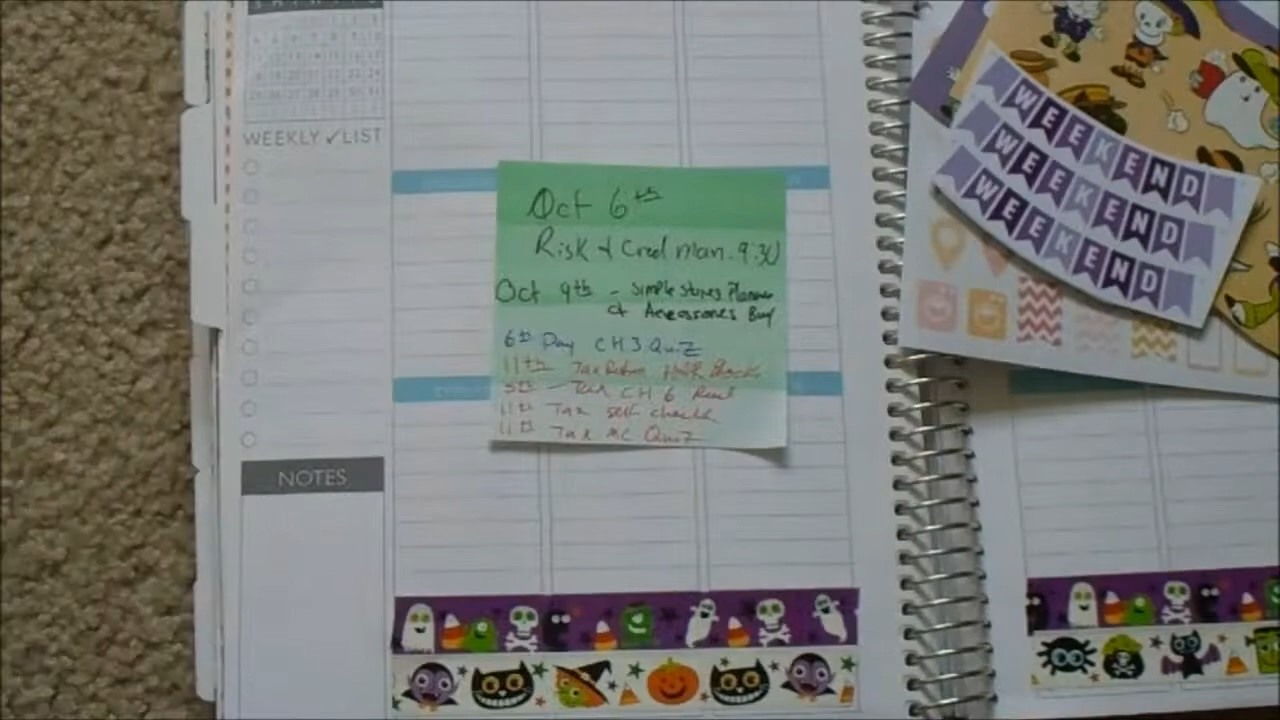 WEEKLY ✓ LIST
Oct 6th
Risk & Cred man. 9:30
Oct 9th - Simple Stories Planner
& Accessories Buy
6th Day CH 3 Quiz
11th Tax Return
5th - Tax CH 6 Read
11th Tax self check
11th Tax MC Quiz
NOTES
WEEKEND
WEEKEND
WEEKEND